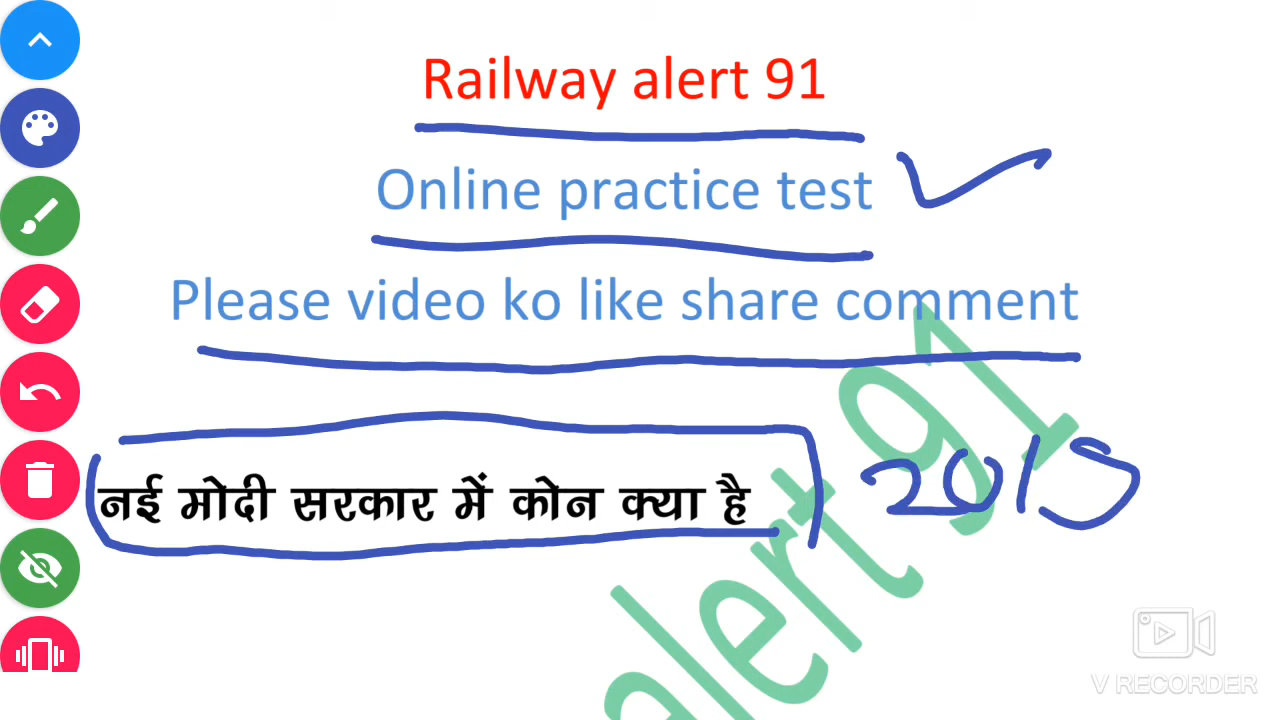 Railway alert 91
Online practice test
Please video ko like share comment
नई मोदी सरकार में कोन क्या है 2019
alert 91
V RECORDER